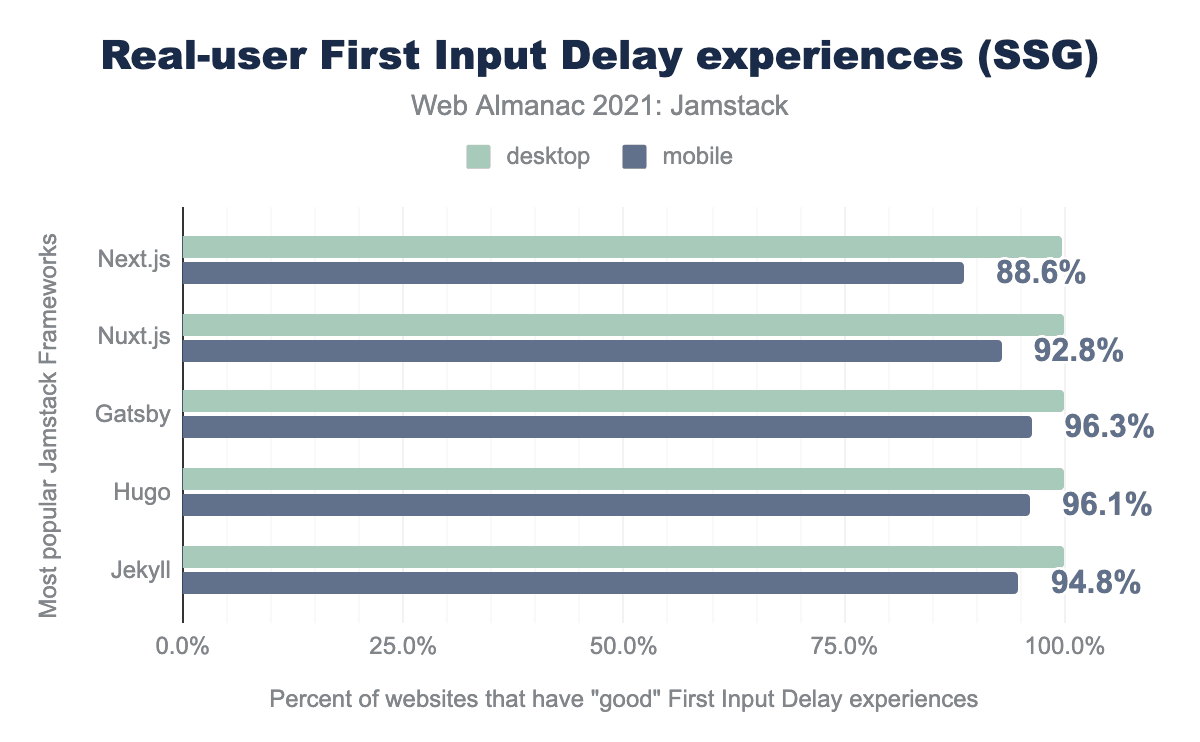 Real-user First Input Delay experiences (SSG)
Web Almanac 2021: Jamstack
desktop
mobile
Most popular Jamstack Frameworks
Next.js
88.6%
Nuxt.js
92.8%
Gatsby
96.3%
Hugo
96.1%
Jekyll
94.8%
0.0%
25.0%
50.0%
75.0%
100.0%
Percent of websites that have "good" First Input Delay experiences